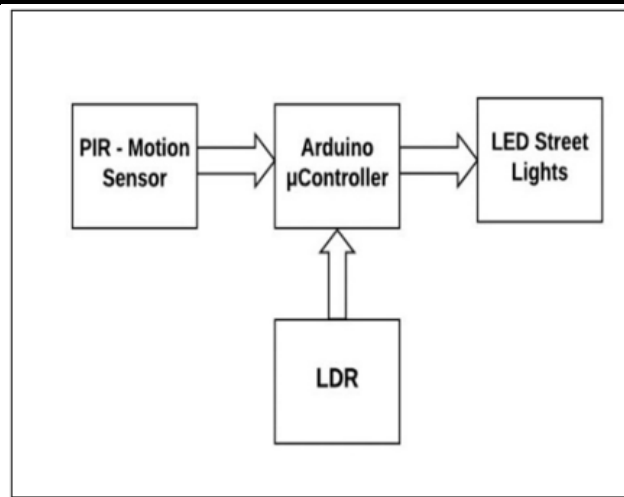 PIR - Motion
Sensor
Arduino
µController
LED Street
Lights
LDR